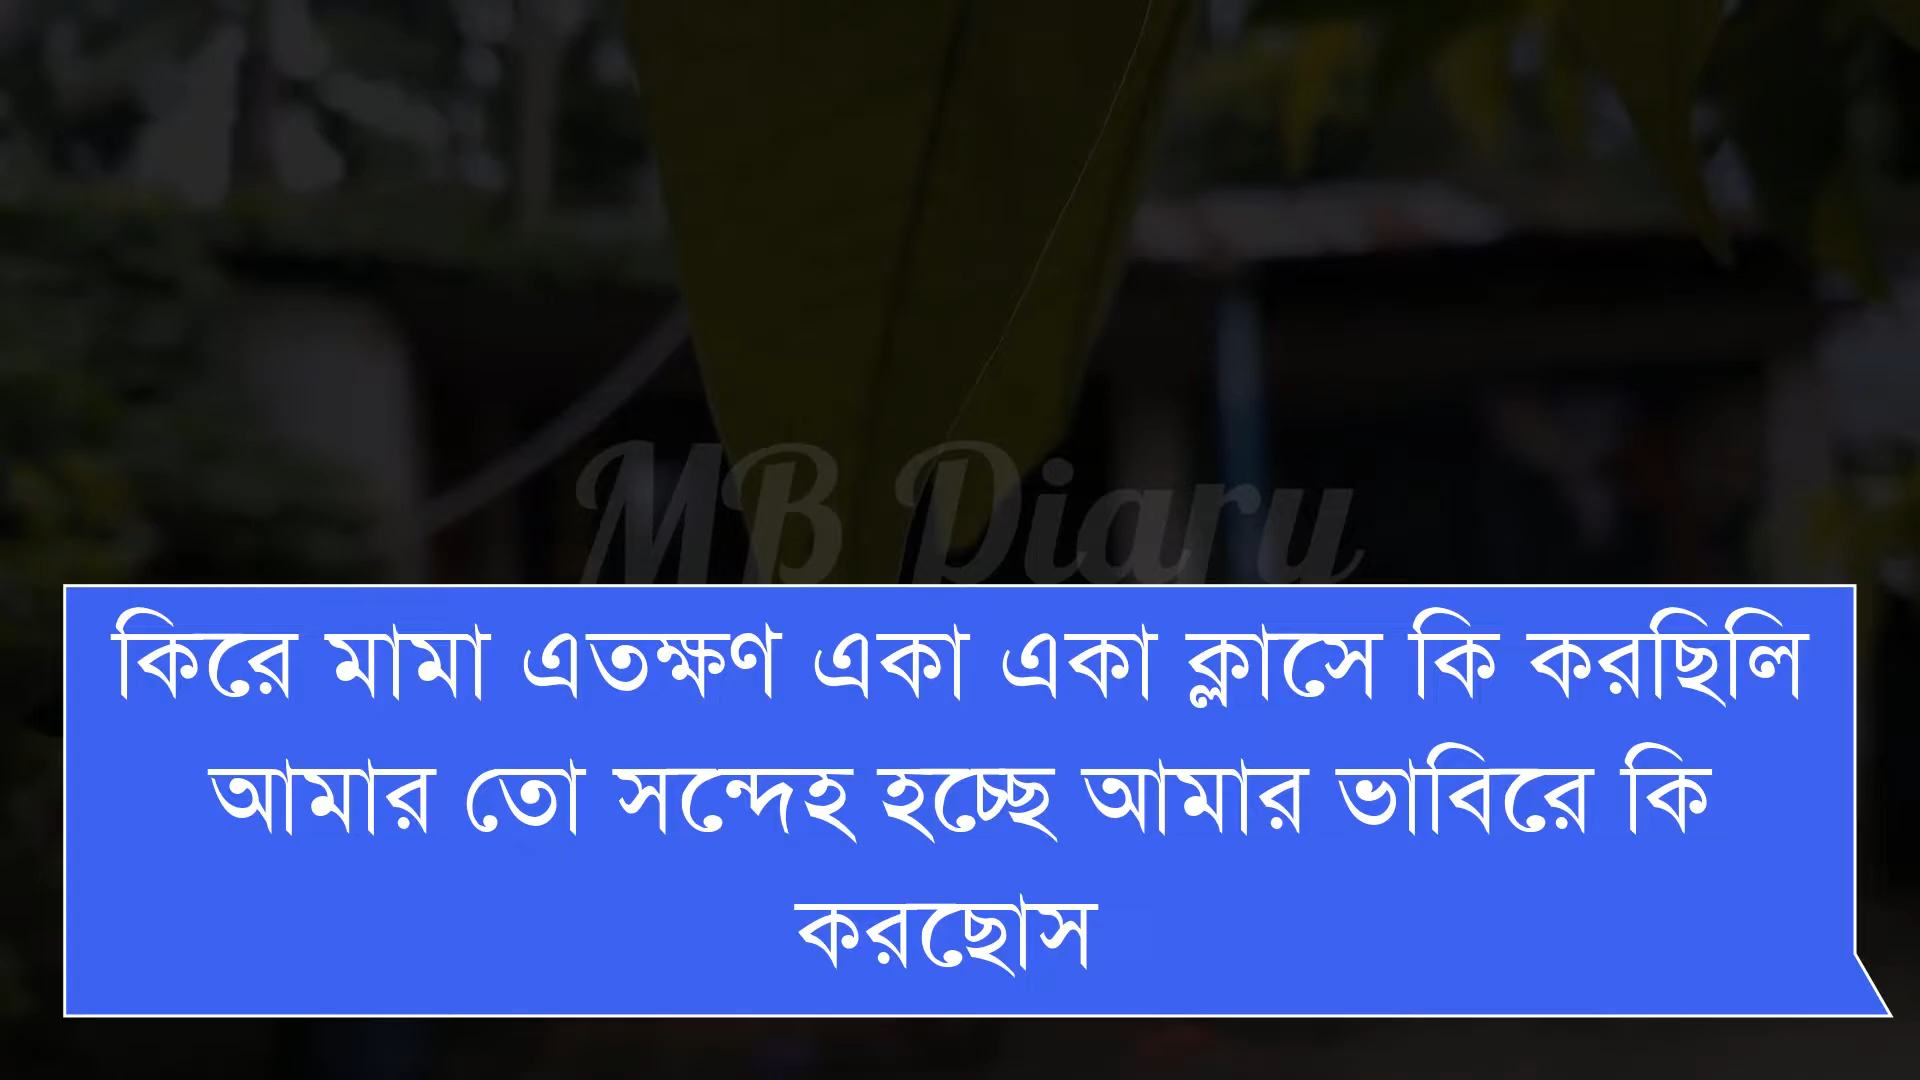 MB Diary
কিরে মামা এতক্ষণ একা একা ক্লাসে কি করছিলি
আমার তো সন্দেহ হচ্ছে আমার ভাবিরে কি
করছোস